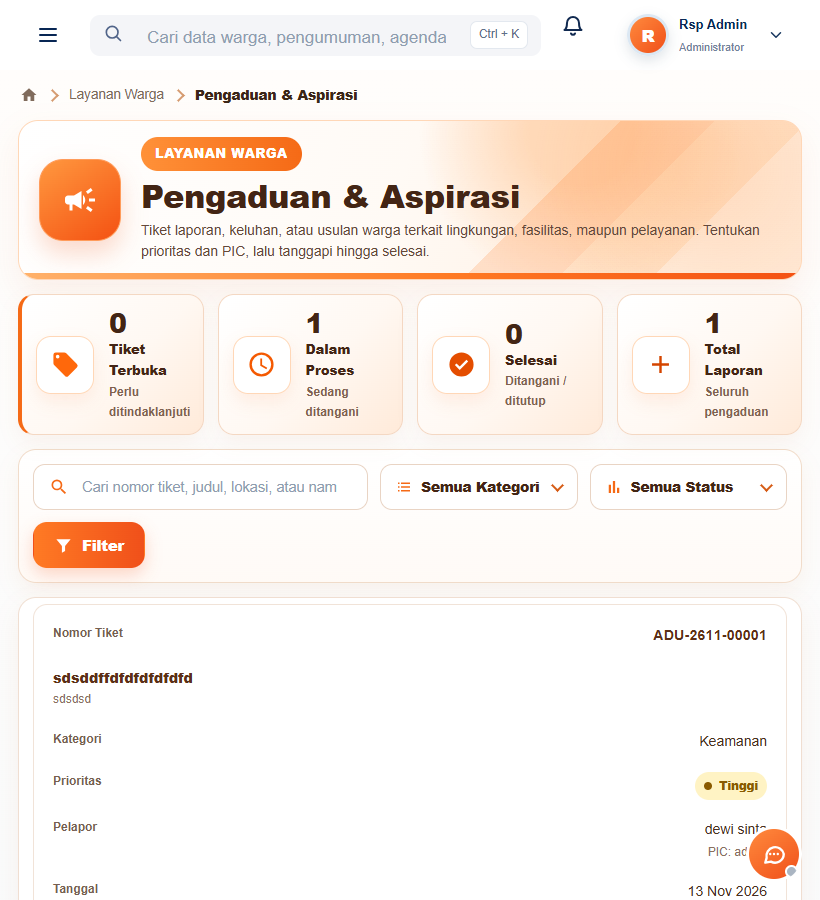 Cari data warga, pengumuman, agenda
Ctrl + K
R
Rsp Admin
Administrator
Layanan Warga
Pengaduan & Aspirasi
LAYANAN WARGA
Pengaduan & Aspirasi
Tiket laporan, keluhan, atau usulan warga terkait lingkungan, fasilitas, maupun pelayanan. Tentukan
prioritas dan PIC, lalu tanggapi hingga selesai.
0
Tiket
Terbuka
Perlu
ditindaklanjuti
1
Dalam
Proses
Sedang
ditangani
0
Selesai
Ditangani /
ditutup
1
Total
Laporan
Seluruh
pengaduan
Cari nomor tiket, judul, lokasi, atau nam
Semua Kategori
Semua Status
Filter
Nomor Tiket
ADU-2611-00001
sdsddffdfdfdfdfdfd
sdsdsd
Kategori
Keamanan
Prioritas
Tinggi
Pelapor
dewi sinta
PIC:
Tanggal
13 Nov 2026